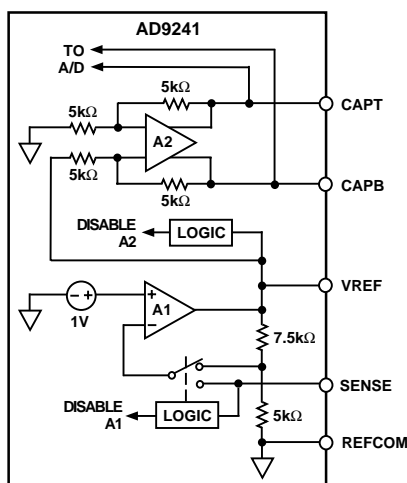 AD9241
TO
A/D
5kΩ
5kΩ
CAPT
A2
5kΩ
5kΩ
CAPB
DISABLE
A2
LOGIC
VREF
– +
1V
+
A1
–
7.5kΩ
SENSE
DISABLE
A1
LOGIC
5kΩ
REFCOM